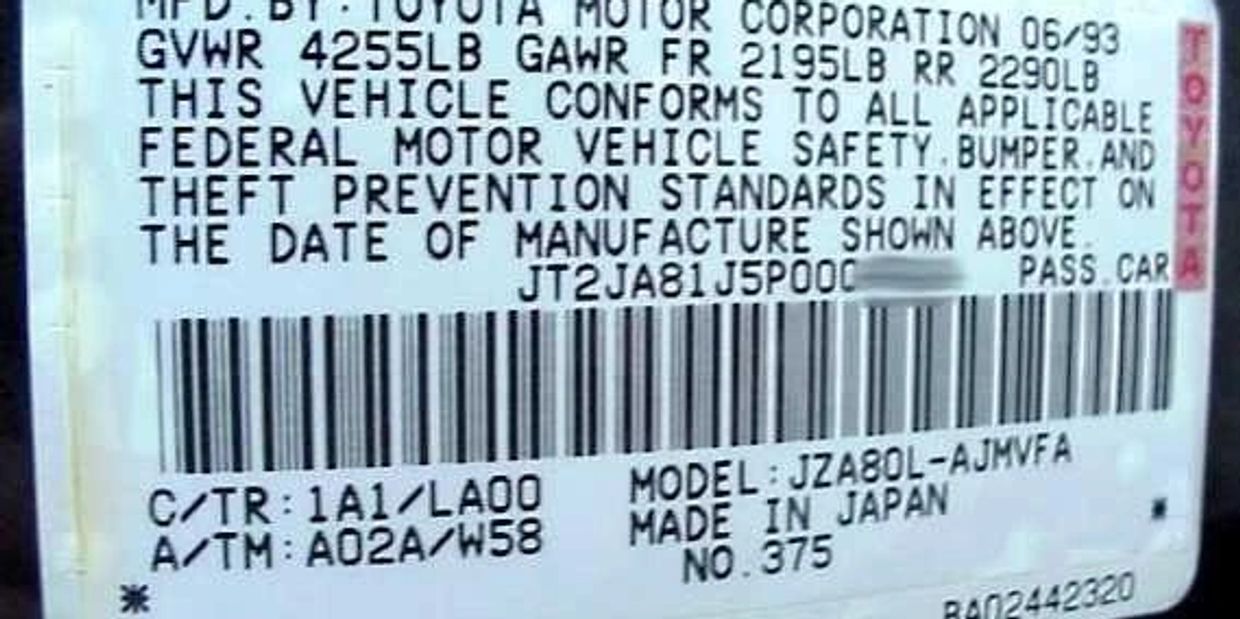 MFD.BY:TOYOTA MOTOR CORPORATION 06/93
GVWR 4255LB GAWR FR 2195LB RR 2290LB
THIS VEHICLE CONFORMS TO ALL APPLICABLE
FEDERAL MOTOR VEHICLE SAFETY.BUMPER.AND
THEFT PREVENTION STANDARDS IN EFFECT ON
THE DATE OF MANUFACTURE SHOWN ABOVE.
JT2JA81J5P000 PASS.CAR
TOYOTA
C/TR:1A1/LA00
A/TM:A02A/W58
MODEL:JZA80L-AJMVFA
MADE IN JAPAN
NO.375
BA02442320